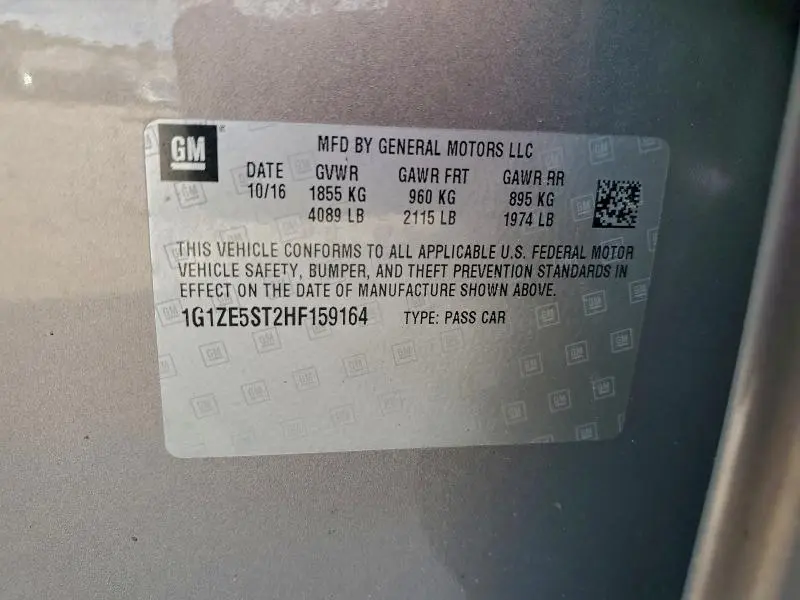 GM
MFD BY GENERAL MOTORS LLC
DATE GVWR GAWR FRT GAWR RR
10/16 1855 KG 960 KG 895 KG
4089 LB 2115 LB 1974 LB
THIS VEHICLE CONFORMS TO ALL APPLICABLE U.S. FEDERAL MOTOR
VEHICLE SAFETY, BUMPER, AND THEFT PREVENTION STANDARDS IN
EFFECT ON THE DATE OF MANUFACTURE SHOWN ABOVE.
1G1ZE5ST2HF159164 TYPE: PASS CAR